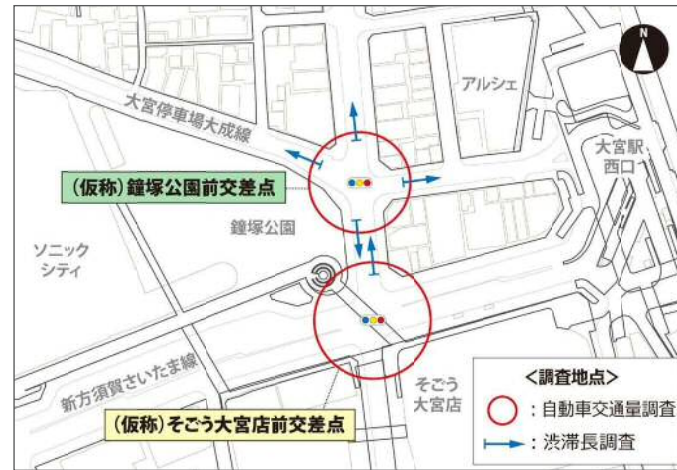 N
アルシェ
大宮停車場大成線
大宮駅
西口
(仮称)鐘塚公園前交差点
鐘塚公園
ソニック
シティ
新方須賀さいたま線
そごう
大宮店
(仮称)そごう大宮店前交差点
<調査地点>
:自動車交通量調査
:渋滞長調査